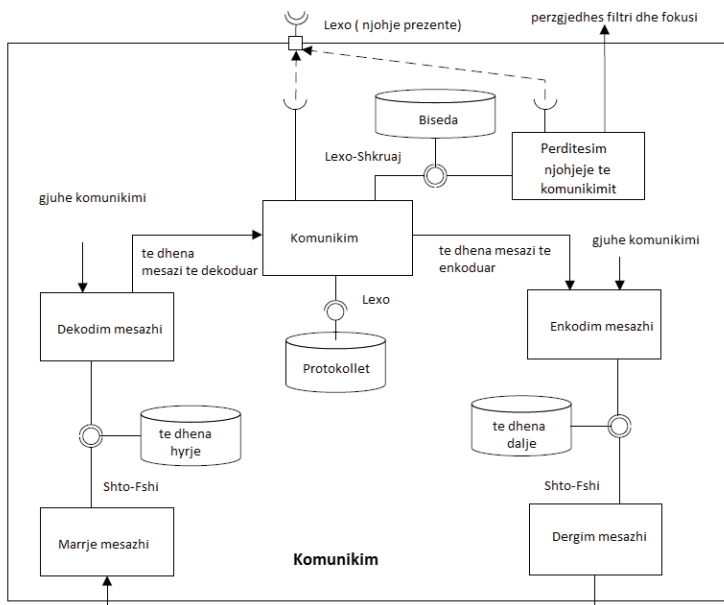 Lexo ( njohje prezente)
perzgjedhes filtri dhe fokusi
Biseda
Lexo-Shkruaj
Perditesim
njohjeje te
komunikimit
gjuhe komunikimi
Komunikim
te dhena
mesazi te dekoduar
te dhena mesazi te
enkoduar
gjuhe komunikimi
Lexo
Dekodim mesazhi
Enkodim mesazhi
Protokollet
te dhena
hyrje
te dhena
dalje
Shto-Fshi
Shto-Fshi
Marrje mesazhi
Dergim mesazhi
Komunikim